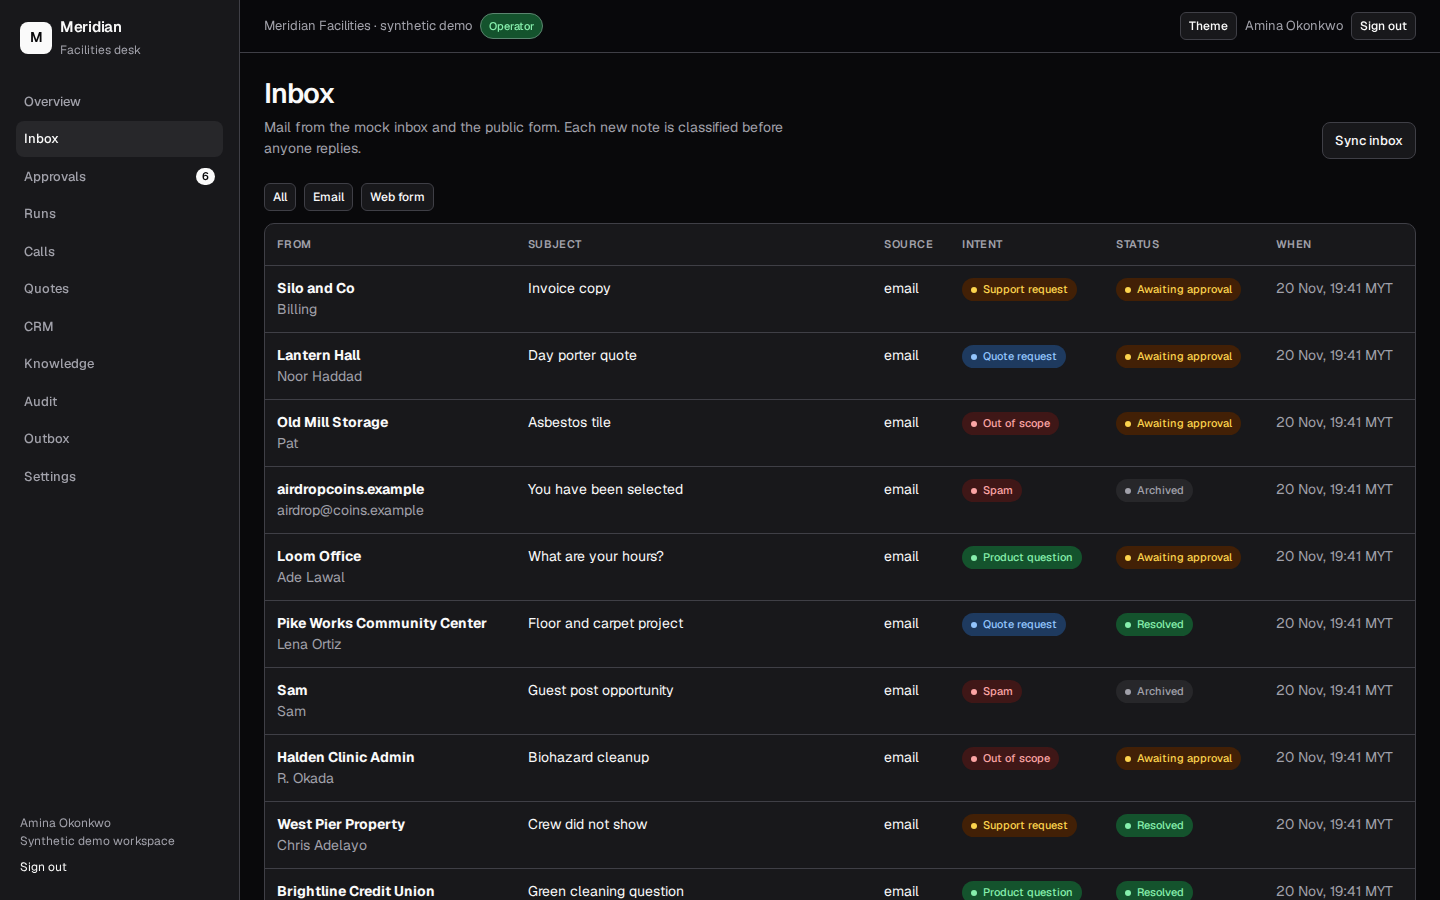 M
Meridian
Facilities desk
Overview
Inbox
Approvals 6
Runs
Calls
Quotes
CRM
Knowledge
Audit
Outbox
Settings
Amina Okonkwo
Synthetic demo workspace
Sign out
Meridian Facilities · synthetic demo Operator Theme Amina Okonkwo Sign out
Inbox
Mail from the mock inbox and the public form. Each new note is classified before
anyone replies.
Sync inbox
All Email Web form
FROM SUBJECT SOURCE INTENT STATUS WHEN
Silo and Co Invoice copy email Support request Awaiting approval 20 Nov, 19:41 MYT
Billing
Lantern Hall Day porter quote email Quote request Awaiting approval 20 Nov, 19:41 MYT
Noor Haddad
Old Mill Storage Asbestos tile email Out of scope Awaiting approval 20 Nov, 19:41 MYT
Pat
airdropcoins.example You have been selected email Spam Archived 20 Nov, 19:41 MYT
airdrop@coins.example
Loom Office What are your hours? email Product question Awaiting approval 20 Nov, 19:41 MYT
Ade Lawal
Pike Works Community Center Floor and carpet project email Quote request Resolved 20 Nov, 19:41 MYT
Lena Ortiz
Sam Guest post opportunity email Spam Archived 20 Nov, 19:41 MYT
Sam
Halden Clinic Admin Biohazard cleanup email Out of scope Awaiting approval 20 Nov, 19:41 MYT
R. Okada
West Pier Property Crew did not show email Support request Resolved 20 Nov, 19:41 MYT
Chris Adelayo
Brightline Credit Union Green cleaning question email Product question Resolved 20 Nov, 19:41 MYT